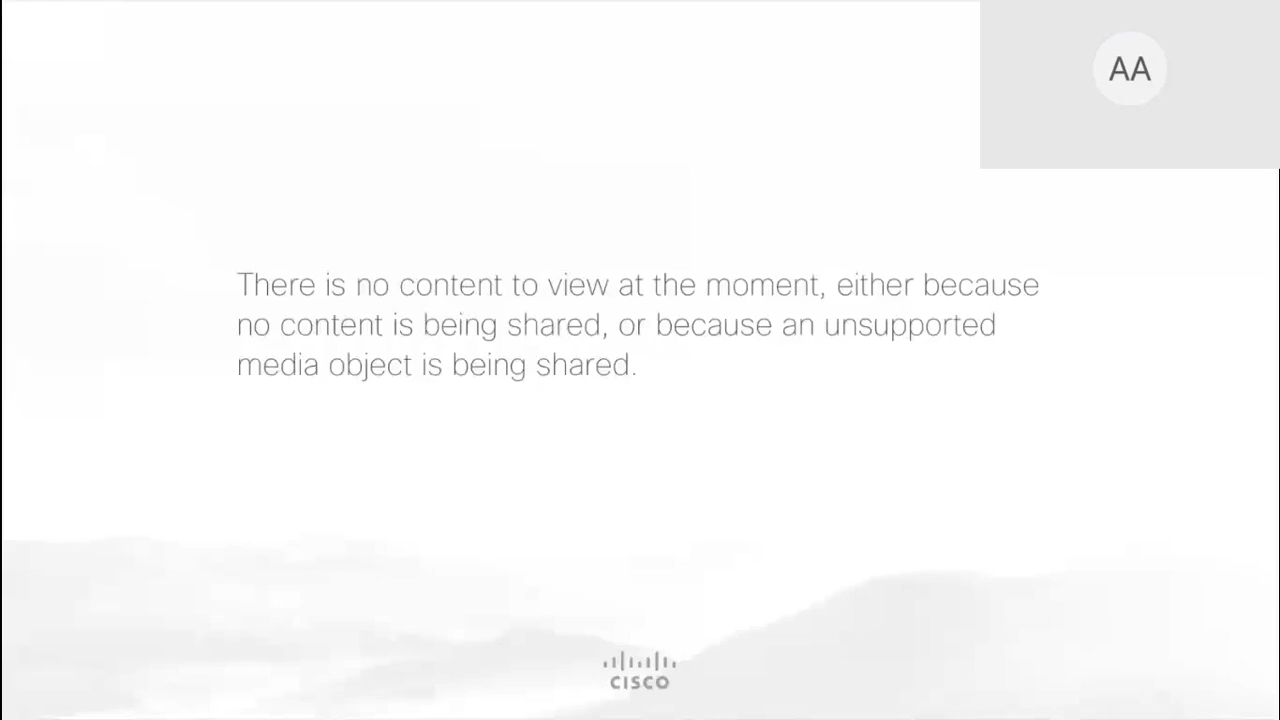 AA
There is no content to view at the moment, either because
no content is being shared, or because an unsupported
media object is being shared.
CISCO